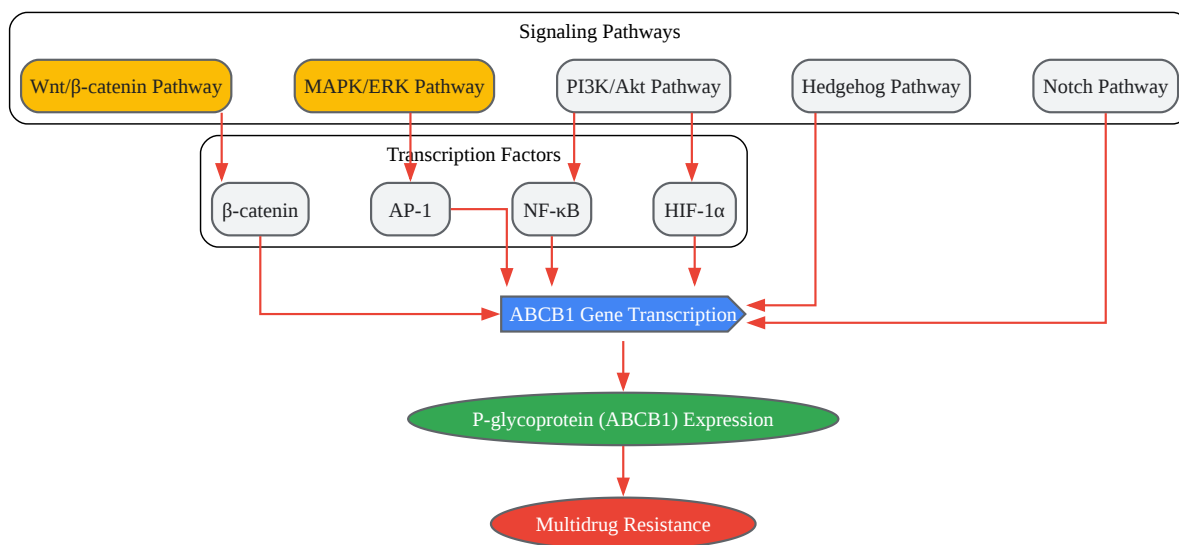 Signaling Pathways
Wnt/β-catenin Pathway
MAPK/ERK Pathway
PI3K/Akt Pathway
Hedgehog Pathway
Notch Pathway
Transcription Factors
β-catenin
AP-1
NF-κB
HIF-1α
ABCB1 Gene Transcription
P-glycoprotein (ABCB1) Expression
Multidrug Resistance